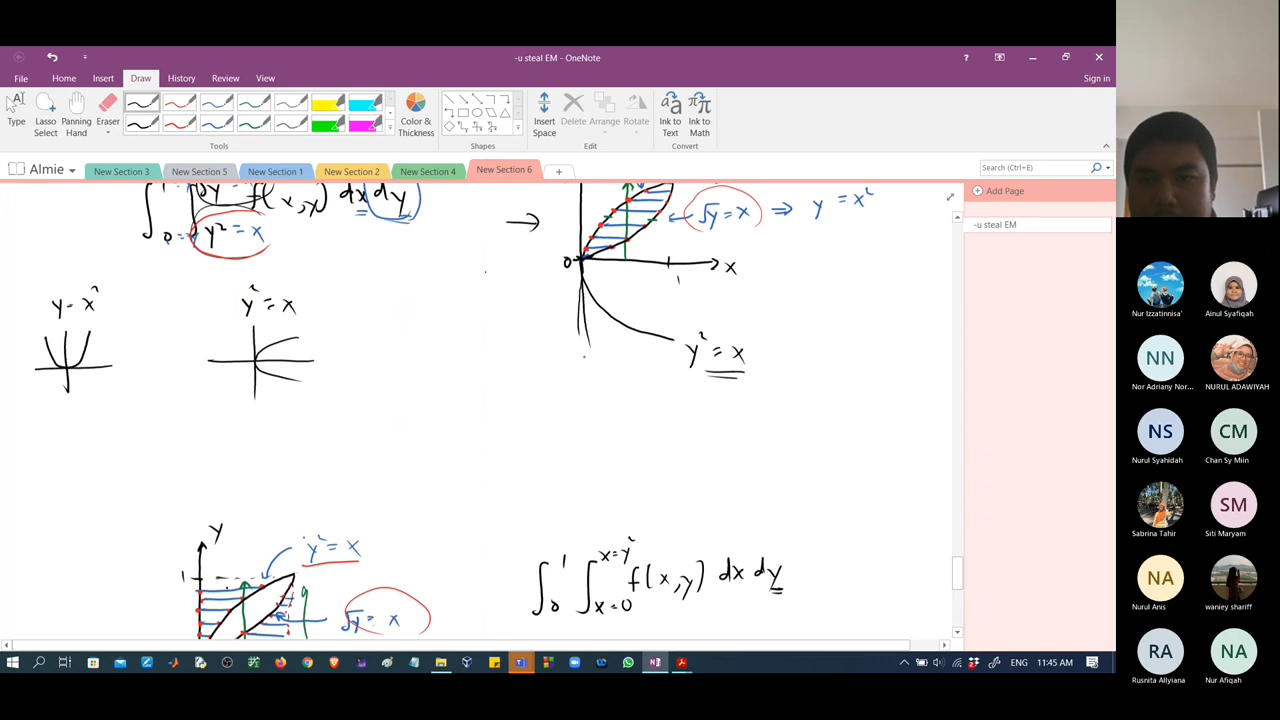 -u steal EM - OneNote
File Home Insert Draw History Review View
Sign in
Type
Lasso Select
Panning Hand
Eraser
Color & Thickness
Insert Space
Delete
Arrange
Rotate
Ink to Text
Ink to Math
Tools
Shapes
Edit
Convert
Almie
New Section 3
New Section 5
New Section 1
New Section 2
New Section 4
New Section 6
Search (Ctrl+E)
Add Page
-u steal EM
f(x,y) dx dy
0
y² = x
→
√y = x ⇒ y = x²
0
x
1
y² = x
y = x²
y² = x
y
1
y² = x
√y = x
∫₀¹ ∫ₓ₌₀ˣ⁼ʸ² f(x,y) dx dy
ENG
11:45 AM
Nur Izzatinnisa'
Ainul Syafiqah
NN
Nor Adriany Nor...
NURUL ADAWIYAH
NS
Nurul Syahidah
CM
Chan Sy Miin
Sabrina Tahir
SM
Siti Maryam
NA
Nurul Anis
waniey shariff
RA
Rusnita Allyiana
NA
Nur Afiqah